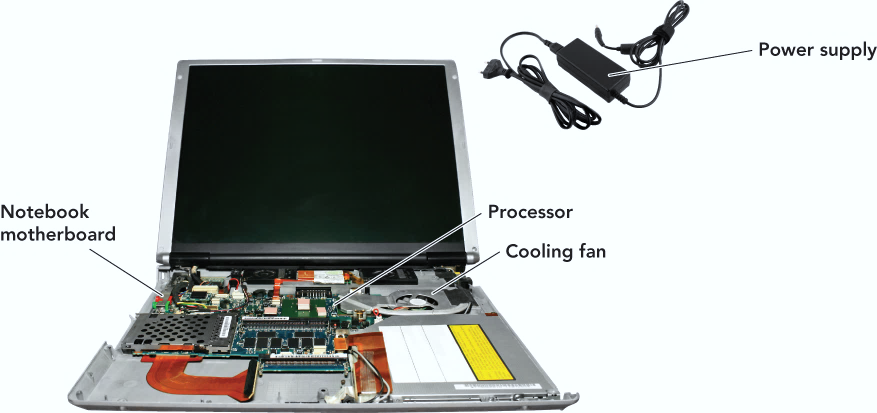 Power supply
Notebook
motherboard
Processor
Cooling fan